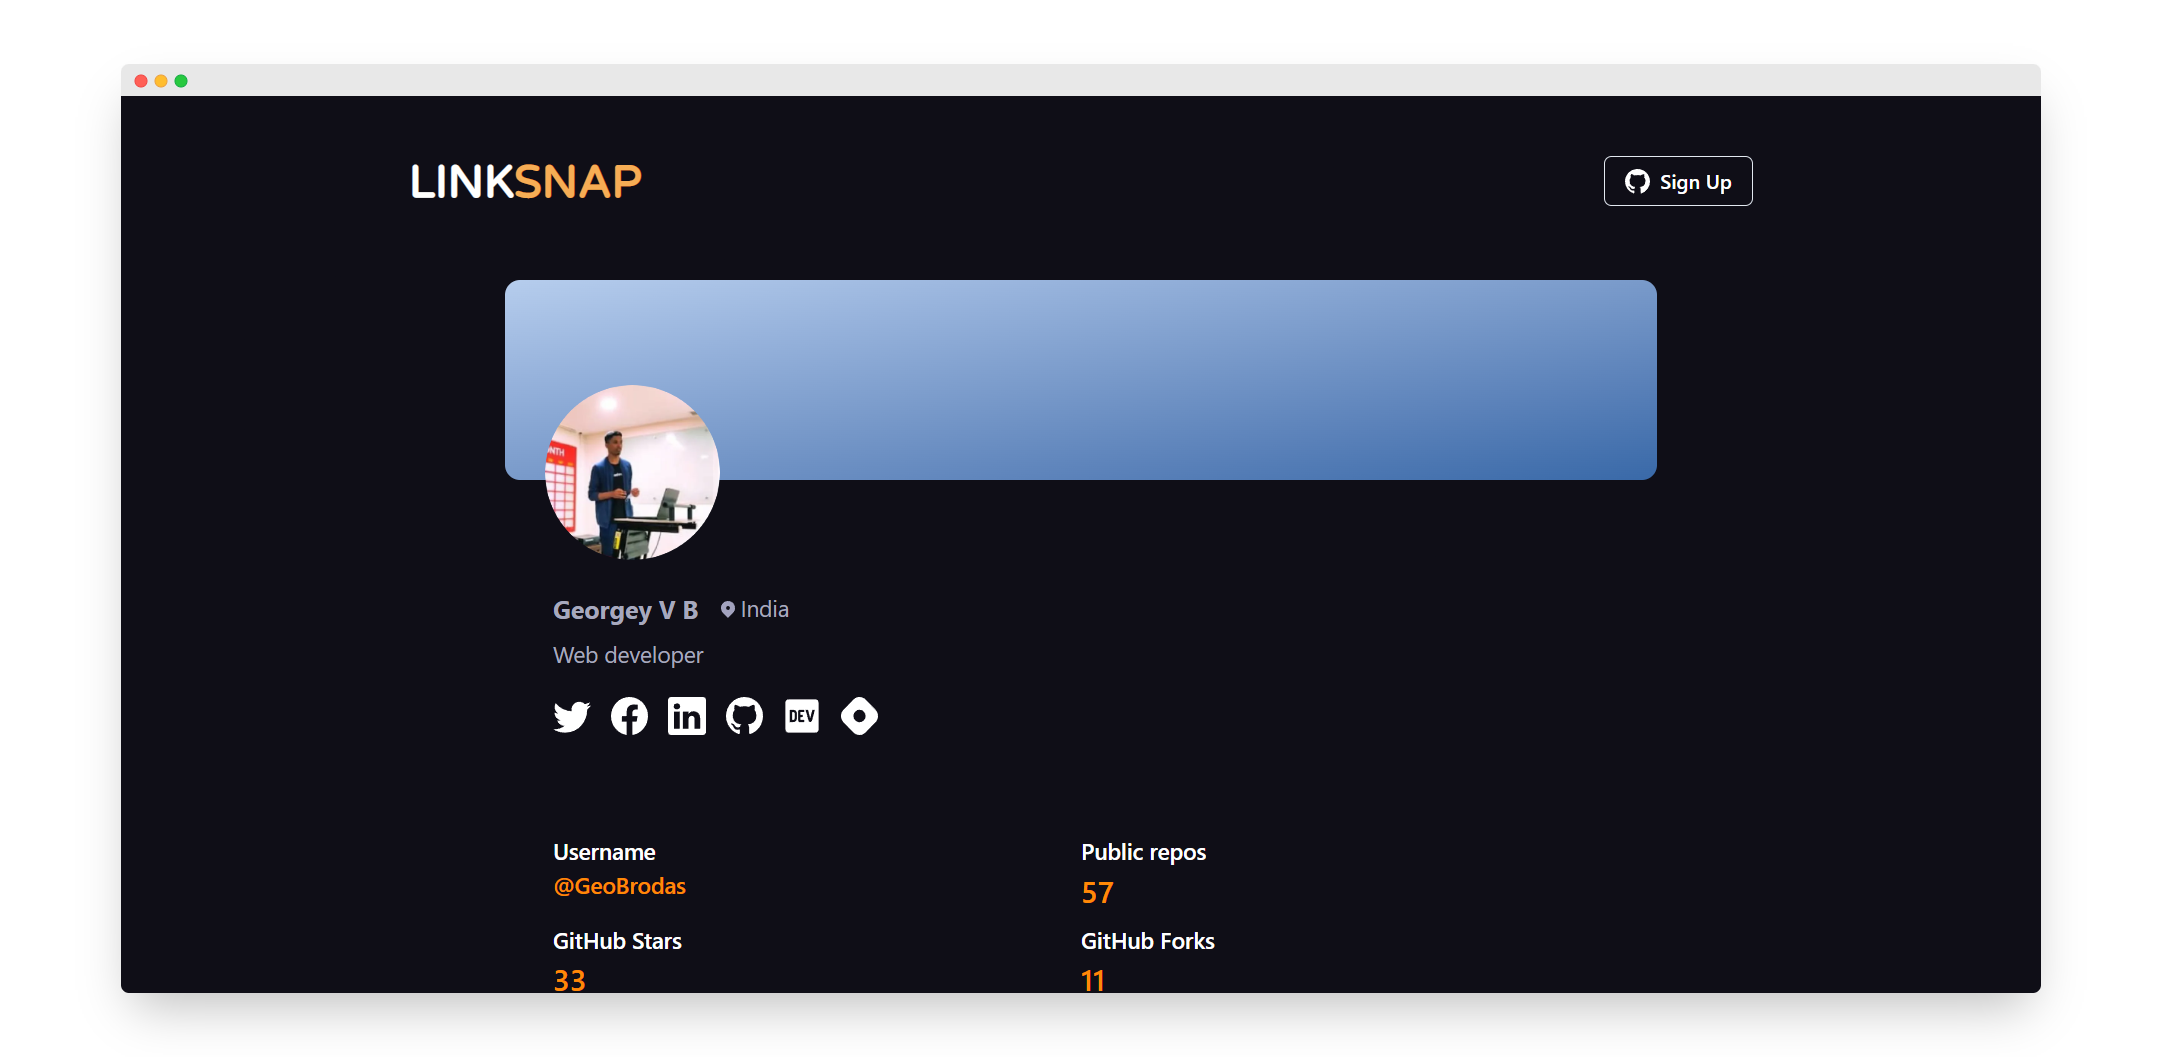 LINKSNAP
Sign Up
NTH
Georgey V B India
Web developer
DEV
Username
@GeoBrodas
Public repos
57
GitHub Stars
33
GitHub Forks
11